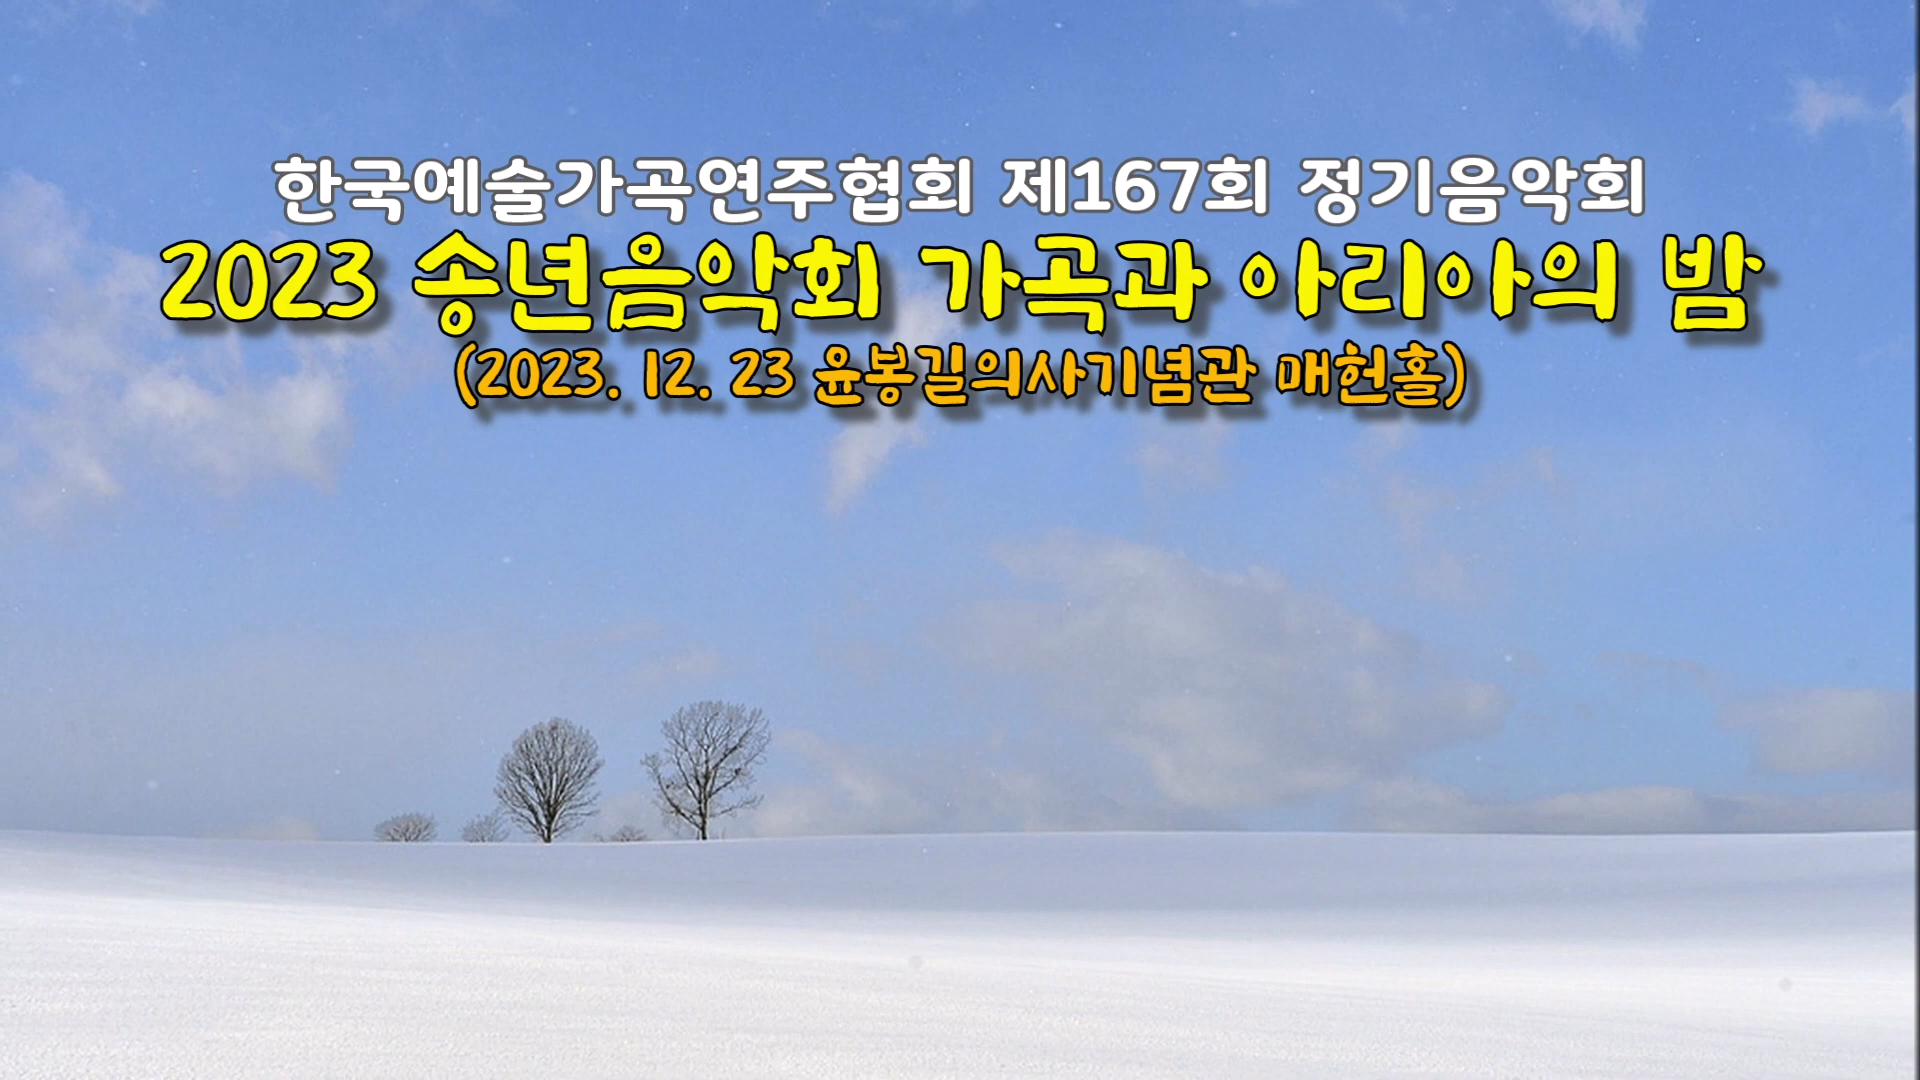 한국예술가곡연주협회 제167회 정기음악회
2023 송년음악회 가곡과 아리아의 밤
(2023. 12. 23 윤봉길의사기념관 매헌홀)